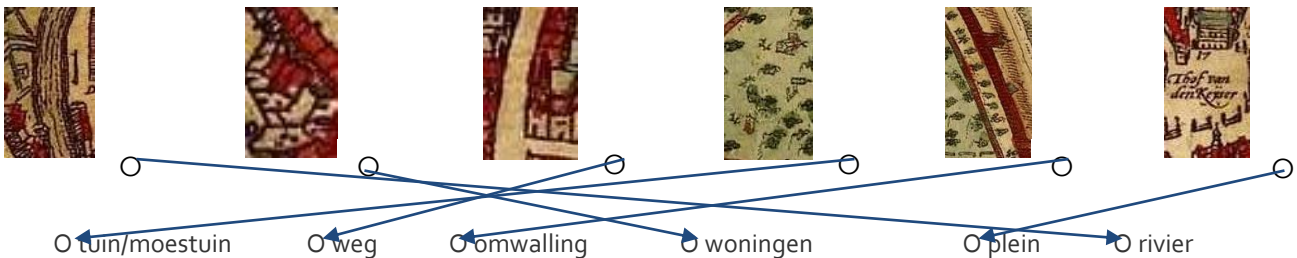 17
Thof van
den Keyser
O tuin/moestuin O weg O omwalling O woningen O plein O rivier